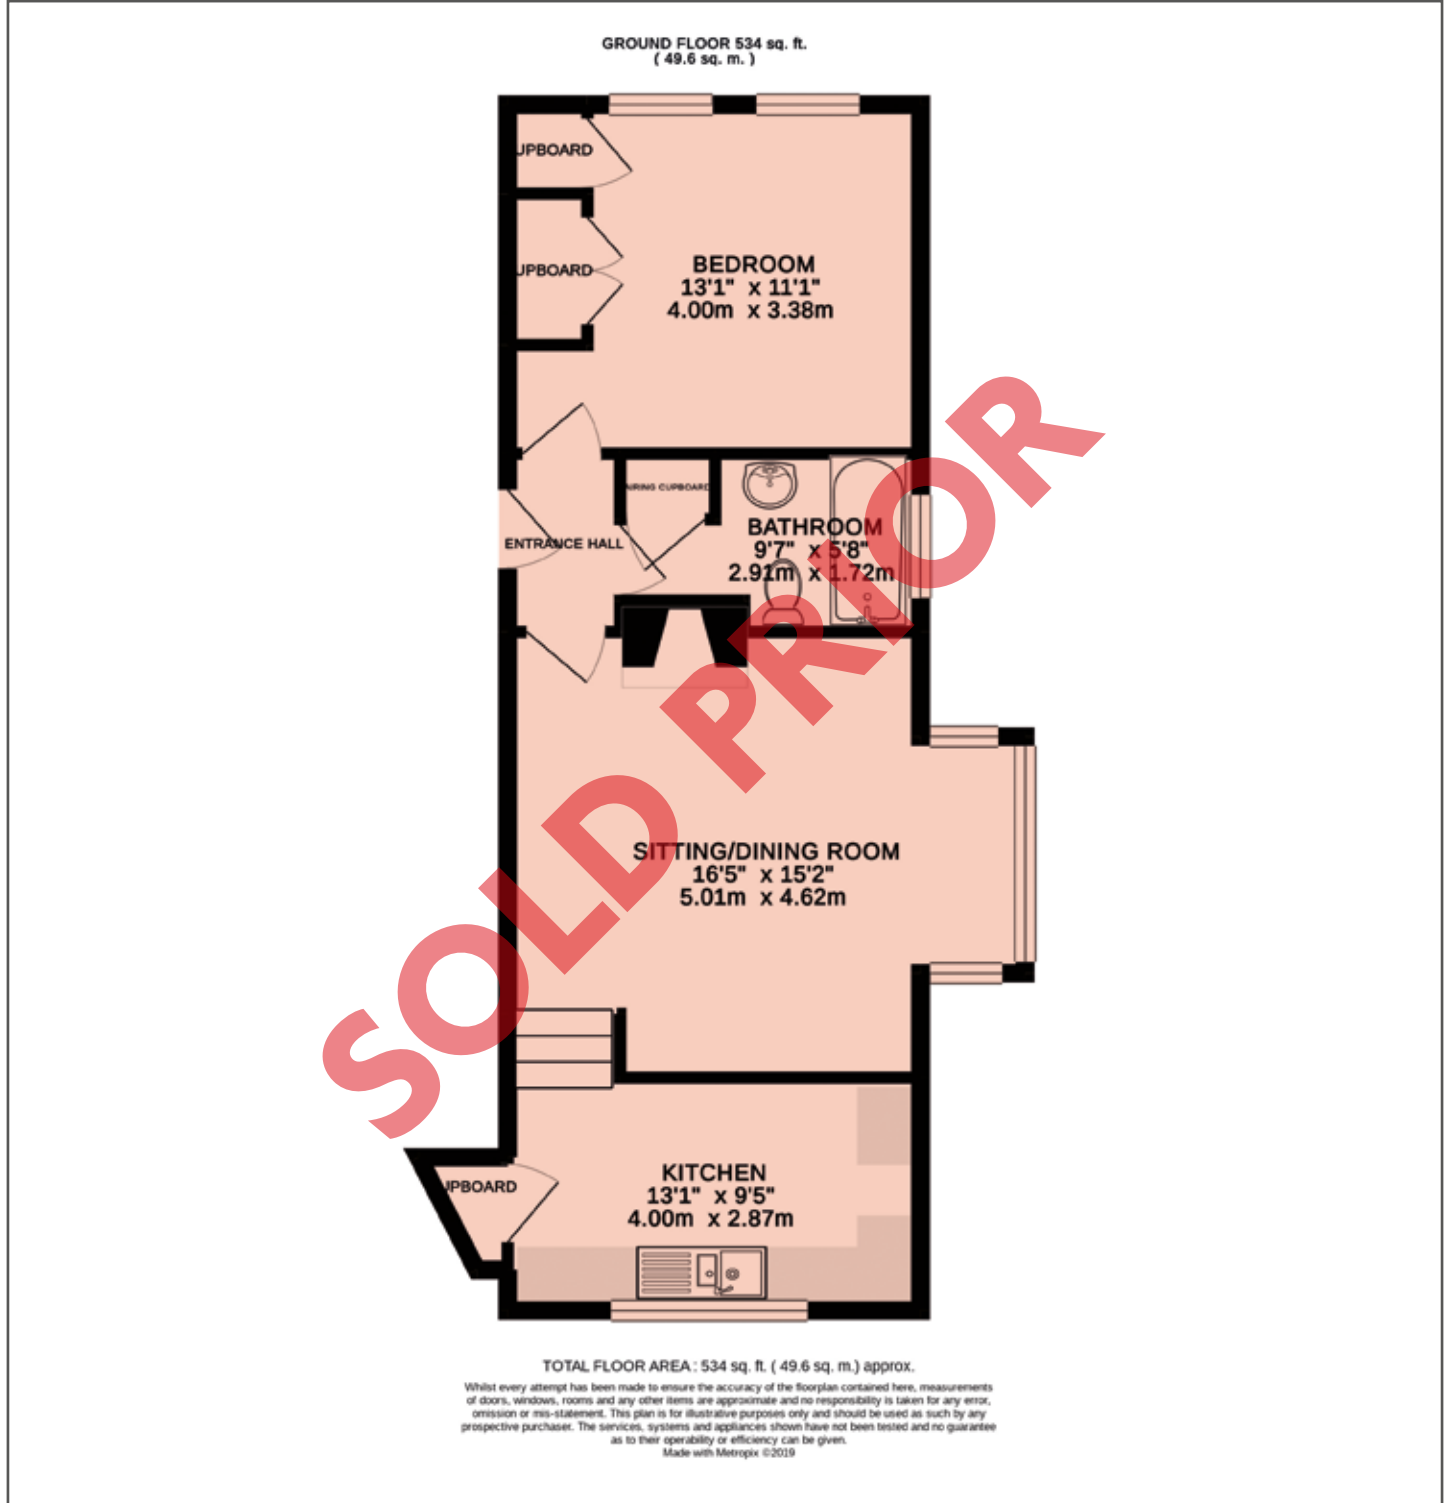 GROUND FLOOR 534 sq. ft.
( 49.6 sq. m. )
UPBOARD
UPBOARD
BEDROOM
13'1" x 11'1"
4.00m x 3.38m
IRING CUPBOARD
BATHROOM
9'7" x 5'8"
2.91m x 1.72m
ENTRANCE HALL
SOLD PRIOR
SITTING/DINING ROOM
16'5" x 15'2"
5.01m x 4.62m
UPBOARD
KITCHEN
13'1" x 9'5"
4.00m x 2.87m
TOTAL FLOOR AREA : 534 sq. ft. ( 49.6 sq. m.) approx.
Whilst every attempt has been made to ensure the accuracy of the floorplan contained here, measurements
of doors, windows, rooms and any other items are approximate and no responsibility is taken for any error,
omission or mis-statement. This plan is for illustrative purposes only and should be used as such by any
prospective purchaser. The services, systems and appliances shown have not been tested and no guarantee
as to their operability or efficiency can be given.
Made with Metropix ©2019